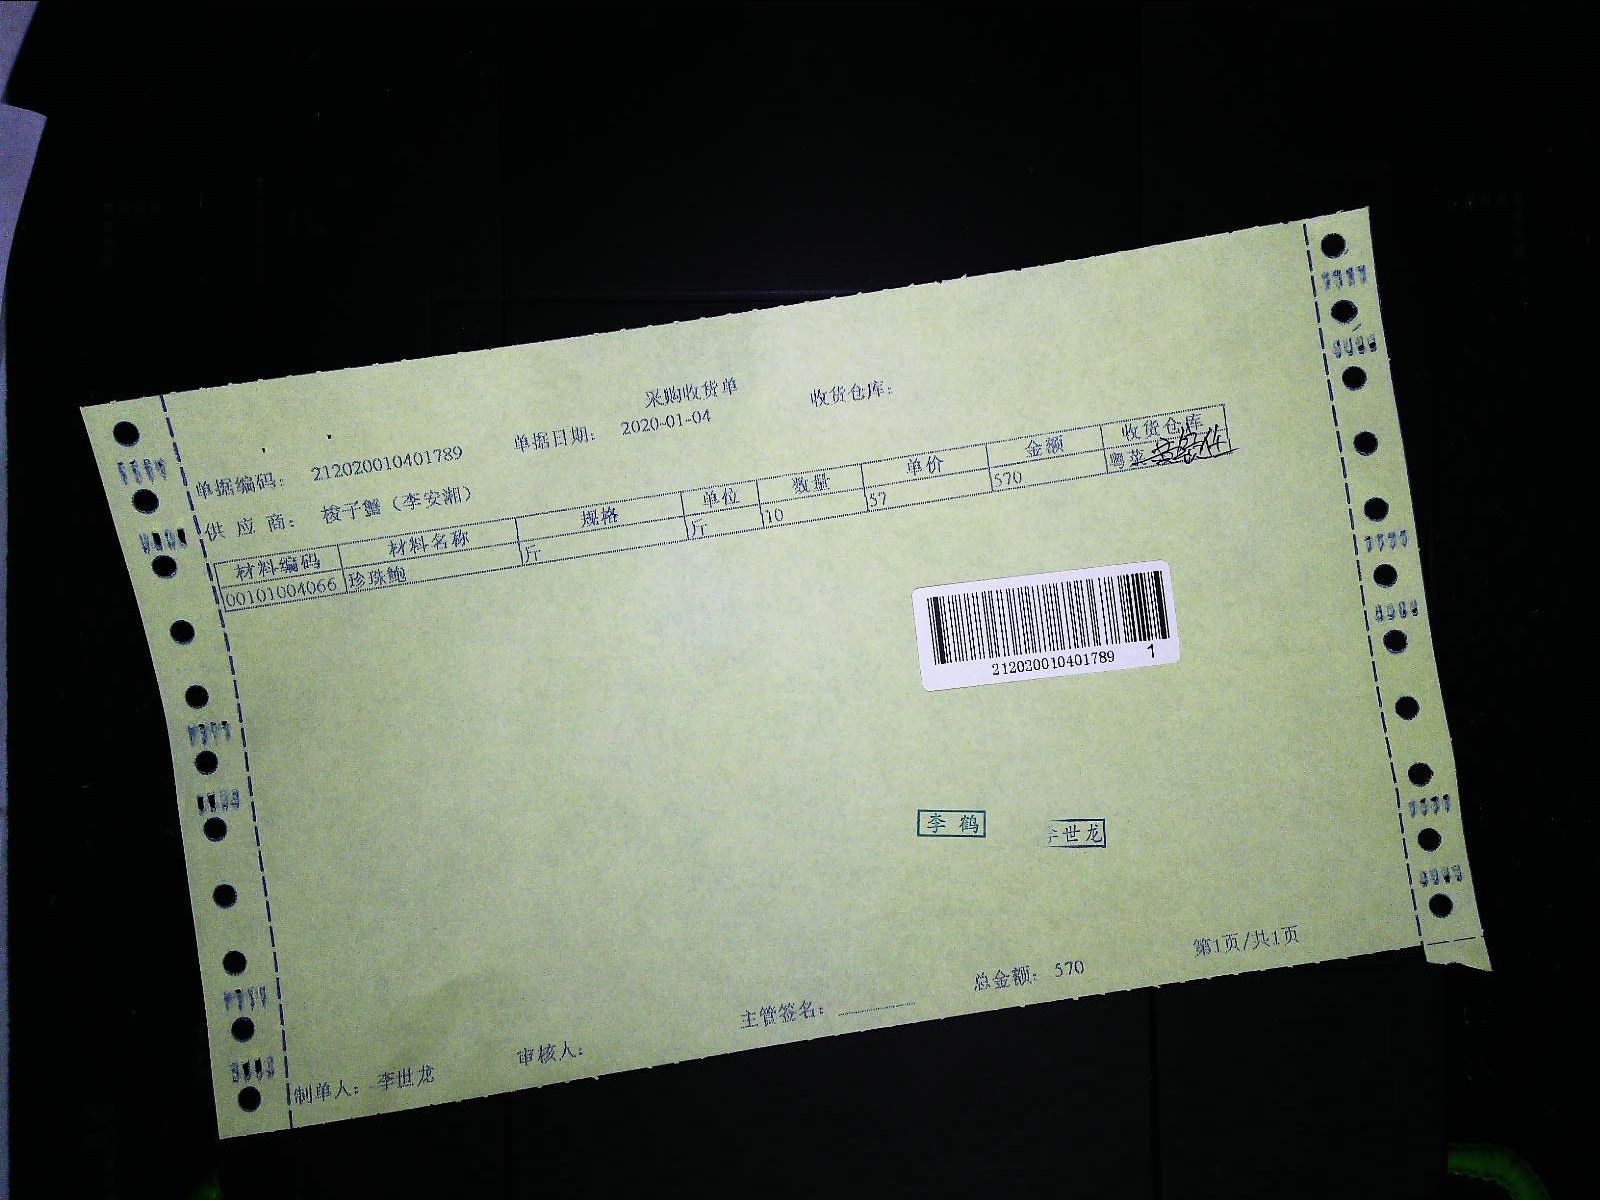 采购收货单
收货仓库：
单据编码： 212020010401789 单据日期： 2020-01-04
供 应 商： 梭子蟹（李安湘）
材料编码 材料名称 规格 单位 数量 单价 金额 收货仓库
00101004066 珍珠鲍 斤 斤 10 57 570 粤菜
212020010401789 1
李 鹤
李世龙
第1页/共1页
总金额： 570
主管签名：
审核人：
制单人： 李世龙